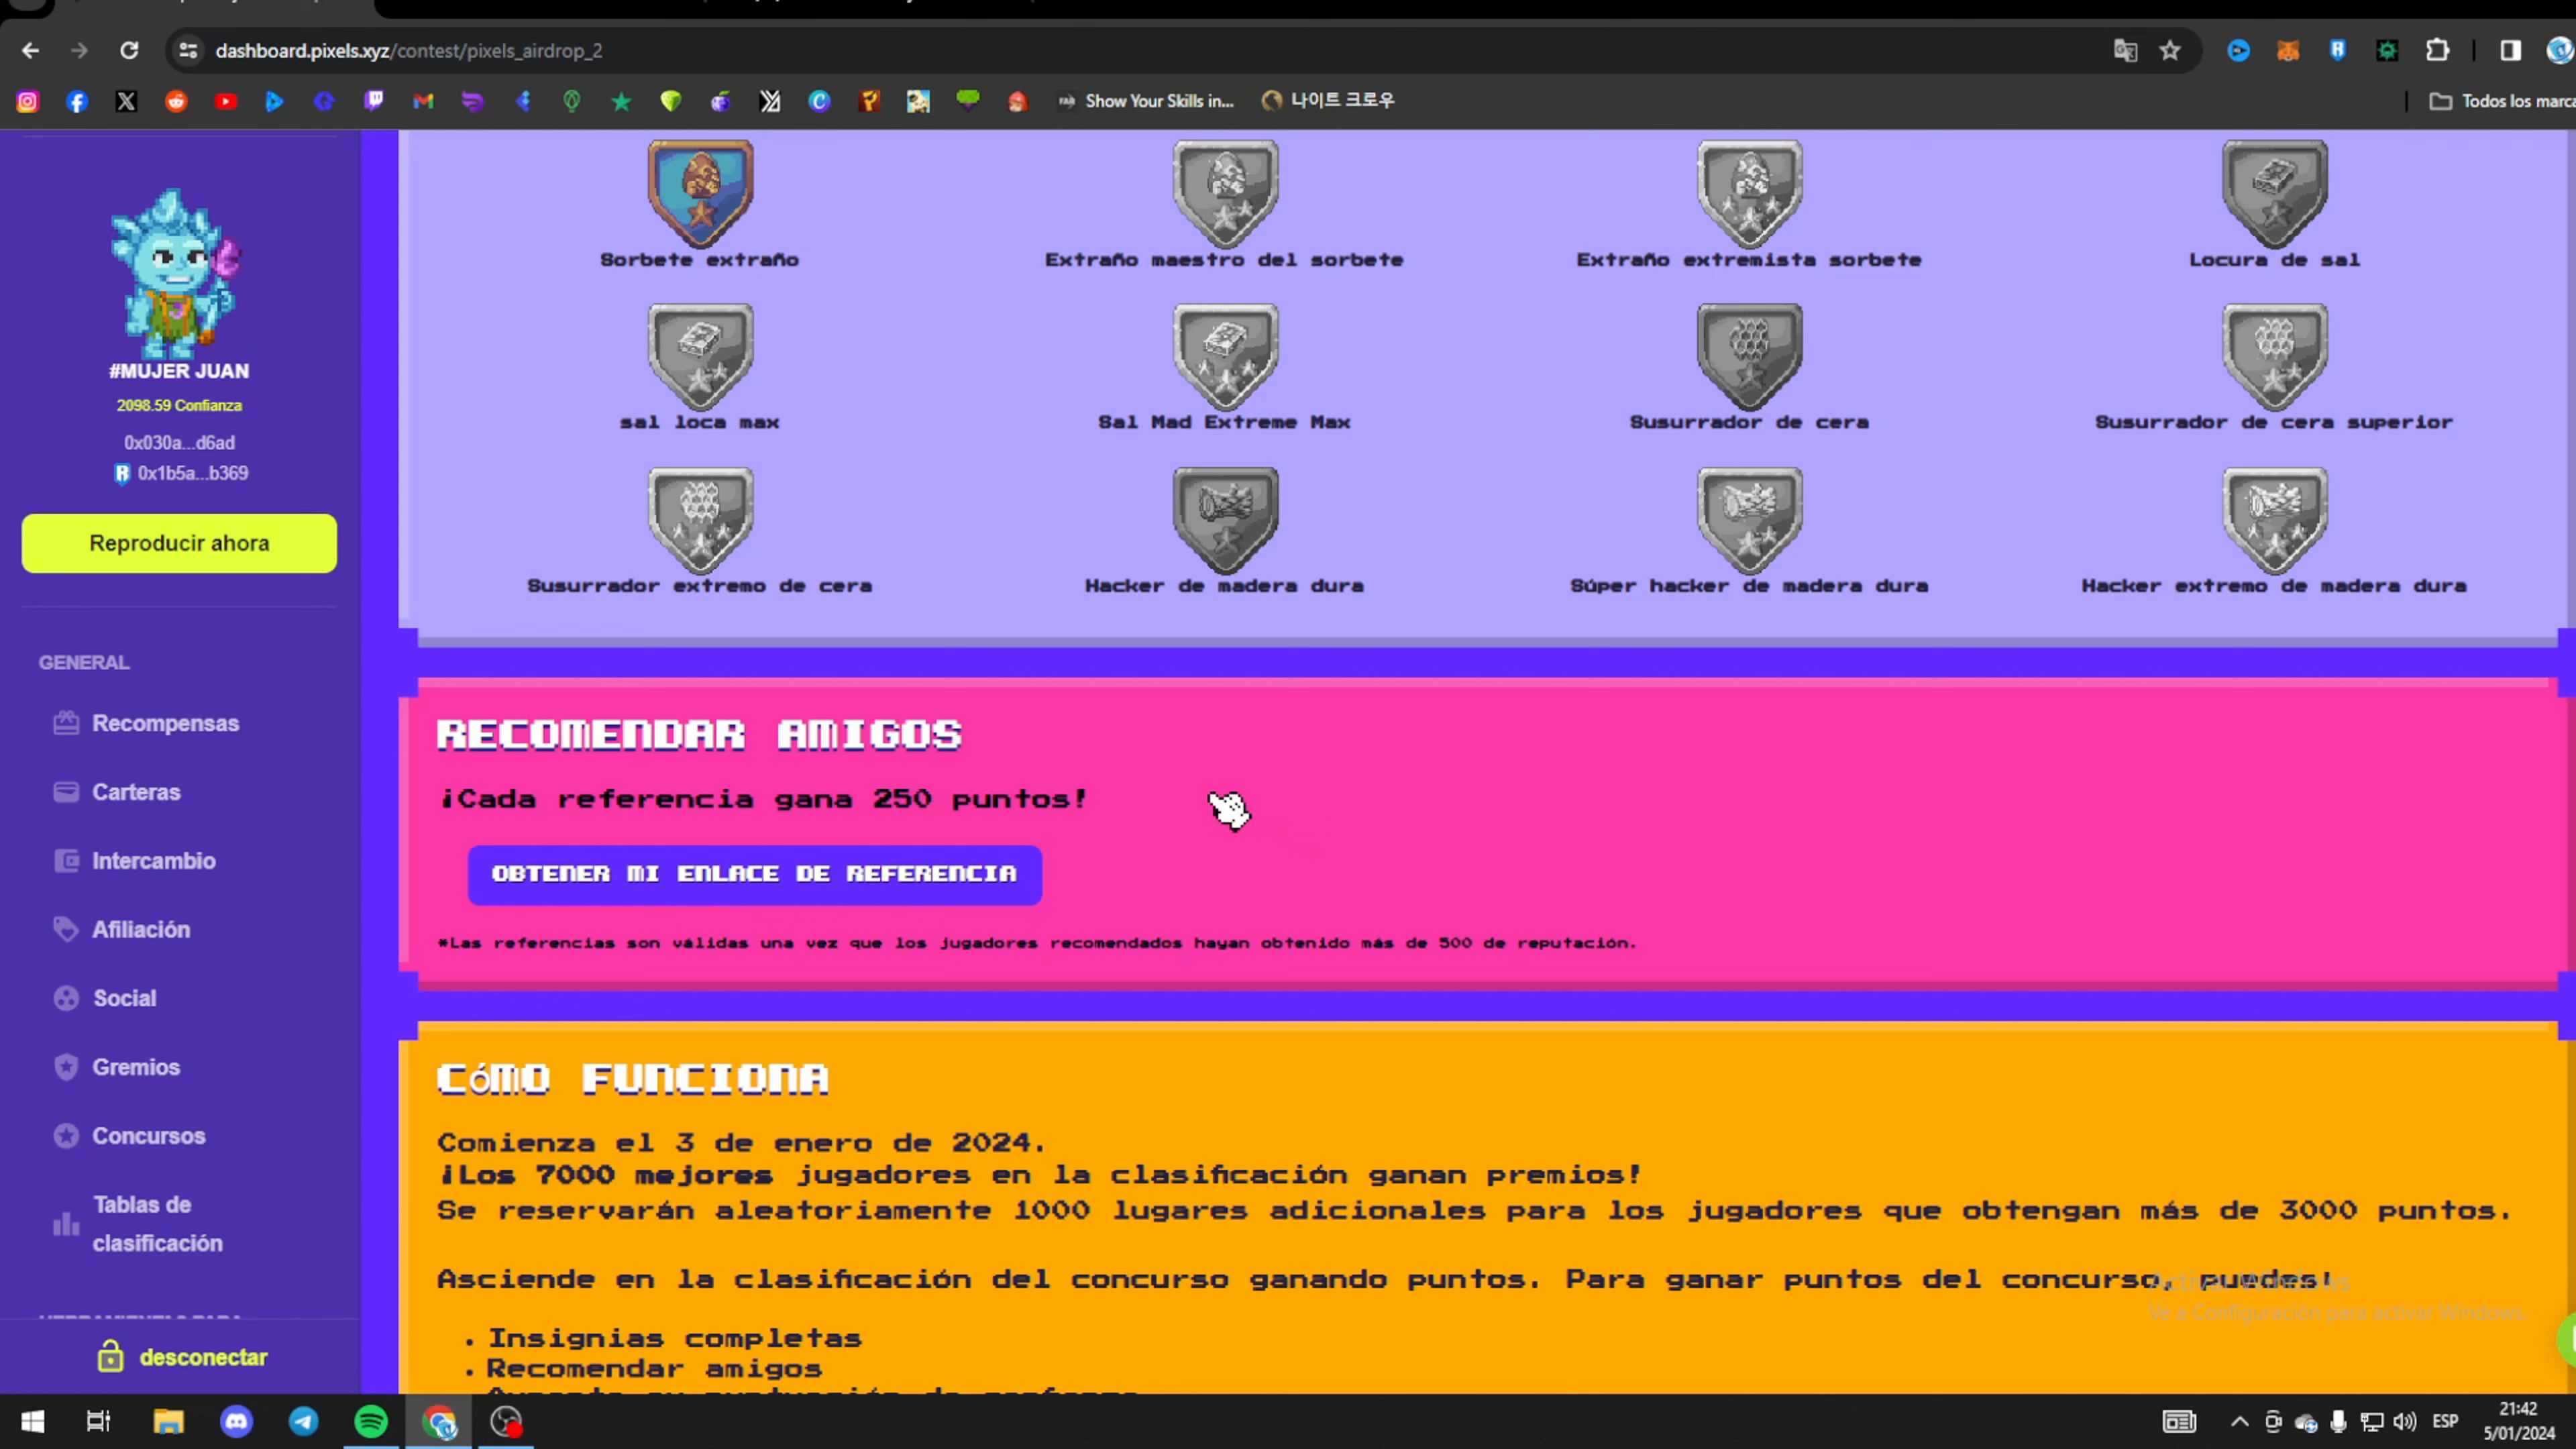 dashboard.pixels.xyz/contest/pixels_airdrop_2
Show Your Skills in...
나이트 크로우
Todos los marca
#MUJER JUAN
2098.59 Confianza
0x030a...d6ad
0x1b5a...b369
Reproducir ahora
GENERAL
Recompensas
Carteras
Intercambio
Afiliación
Social
Gremios
Concursos
Tablas de
clasificación
desconectar
Sorbete extraño
Extraño maestro del sorbete
Extraño extremista sorbete
Locura de sal
sal loca max
Sal Mad Extreme Max
Susurrador de cera
Susurrador de cera superior
Susurrador extremo de cera
Hacker de madera dura
Súper hacker de madera dura
Hacker extremo de madera dura
RECOMENDAR AMIGOS
¡Cada referencia gana 250 puntos!
OBTENER MI ENLACE DE REFERENCIA
*Las referencias son válidas una vez que los jugadores recomendados hayan obtenido más de 500 de reputación.
CóMO FUNCIONA
Comienza el 3 de enero de 2024.
¡Los 7000 mejores jugadores en la clasificación ganan premios!
Se reservarán aleatoriamente 1000 lugares adicionales para los jugadores que obtengan más de 3000 puntos.
Asciende en la clasificación del concurso ganando puntos. Para ganar puntos del concurso, puedes!
Activar Windows
Ve a Configuración para activar Windows.
• Insignias completas
• Recomendar amigos
ESP
21:42
5/01/2024